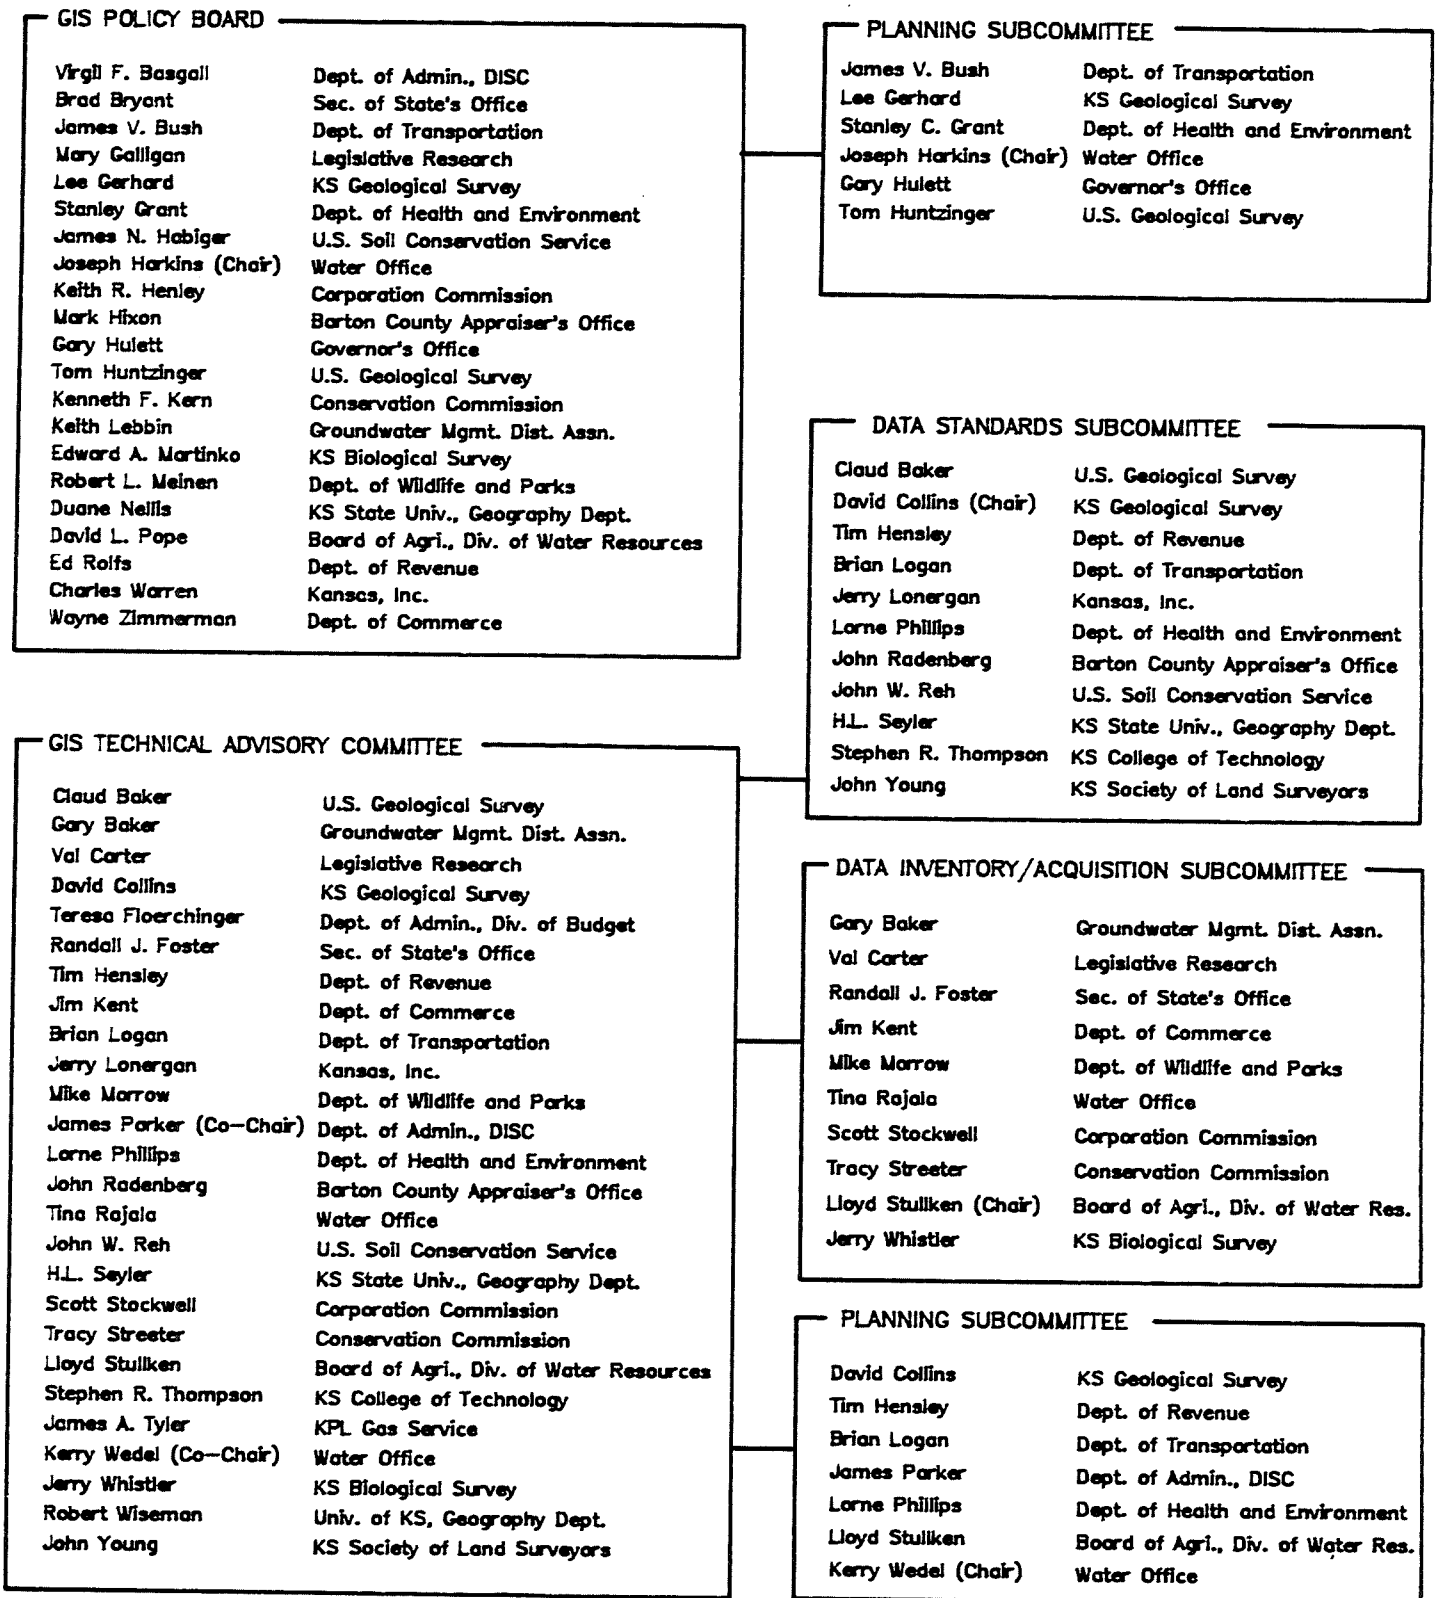 GIS POLICY BOARD
Virgil F. Basgall Dept. of Admin., DISC
Brad Bryant Sec. of State's Office
James V. Bush Dept. of Transportation
Mary Galligan Legislative Research
Lee Gerhard KS Geological Survey
Stanley Grant Dept. of Health and Environment
James N. Habiger U.S. Soil Conservation Service
Joseph Harkins (Chair) Water Office
Keith R. Henley Corporation Commission
Mark Hixon Barton County Appraiser's Office
Gary Hulett Governor's Office
Tom Huntzinger U.S. Geological Survey
Kenneth F. Kern Conservation Commission
Keith Lebbin Groundwater Mgmt. Dist. Assn.
Edward A. Martinko KS Biological Survey
Robert L. Meinen Dept. of Wildlife and Parks
Duane Nellis KS State Univ., Geography Dept.
David L. Pope Board of Agri., Div. of Water Resources
Ed Rolfs Dept. of Revenue
Charles Warren Kansas, Inc.
Wayne Zimmerman Dept. of Commerce
PLANNING SUBCOMMITTEE
James V. Bush Dept. of Transportation
Lee Gerhard KS Geological Survey
Stanley C. Grant Dept. of Health and Environment
Joseph Harkins (Chair) Water Office
Gary Hulett Governor's Office
Tom Huntzinger U.S. Geological Survey
GIS TECHNICAL ADVISORY COMMITTEE
Claud Baker U.S. Geological Survey
Gary Baker Groundwater Mgmt. Dist. Assn.
Val Carter Legislative Research
David Collins KS Geological Survey
Teresa Floerchinger Dept. of Admin., Div. of Budget
Randall J. Foster Sec. of State's Office
Tim Hensley Dept. of Revenue
Jim Kent Dept. of Commerce
Brian Logan Dept. of Transportation
Jerry Lonergan Kansas, Inc.
Mike Morrow Dept. of Wildlife and Parks
James Parker (Co-Chair) Dept. of Admin., DISC
Lorne Phillips Dept. of Health and Environment
John Radenberg Barton County Appraiser's Office
Tina Rajala Water Office
John W. Reh U.S. Soil Conservation Service
H.L. Seyler KS State Univ., Geography Dept.
Scott Stockwell Corporation Commission
Tracy Streeter Conservation Commission
Lloyd Stullken Board of Agri., Div. of Water Resources
Stephen R. Thompson KS College of Technology
James A. Tyler KPL Gas Service
Kerry Wedel (Co-Chair) Water Office
Jerry Whistler KS Biological Survey
Robert Wiseman Univ. of KS, Geography Dept.
John Young KS Society of Land Surveyors
DATA STANDARDS SUBCOMMITTEE
Claud Baker U.S. Geological Survey
David Collins (Chair) KS Geological Survey
Tim Hensley Dept. of Revenue
Brian Logan Dept. of Transportation
Jerry Lonergan Kansas, Inc.
Lorne Phillips Dept. of Health and Environment
John Radenberg Barton County Appraiser's Office
John W. Reh U.S. Soil Conservation Service
H.L. Seyler KS State Univ., Geography Dept.
Stephen R. Thompson KS College of Technology
John Young KS Society of Land Surveyors
DATA INVENTORY/ACQUISITION SUBCOMMITTEE
Gary Baker Groundwater Mgmt. Dist. Assn.
Val Carter Legislative Research
Randall J. Foster Sec. of State's Office
Jim Kent Dept. of Commerce
Mike Morrow Dept. of Wildlife and Parks
Tina Rajala Water Office
Scott Stockwell Corporation Commission
Tracy Streeter Conservation Commission
Lloyd Stullken (Chair) Board of Agri., Div. of Water Res.
Jerry Whistler KS Biological Survey
PLANNING SUBCOMMITTEE
David Collins KS Geological Survey
Tim Hensley Dept. of Revenue
Brian Logan Dept. of Transportation
James Parker Dept. of Admin., DISC
Lorne Phillips Dept. of Health and Environment
Lloyd Stullken Board of Agri., Div. of Water Res.
Kerry Wedel (Chair) Water Office